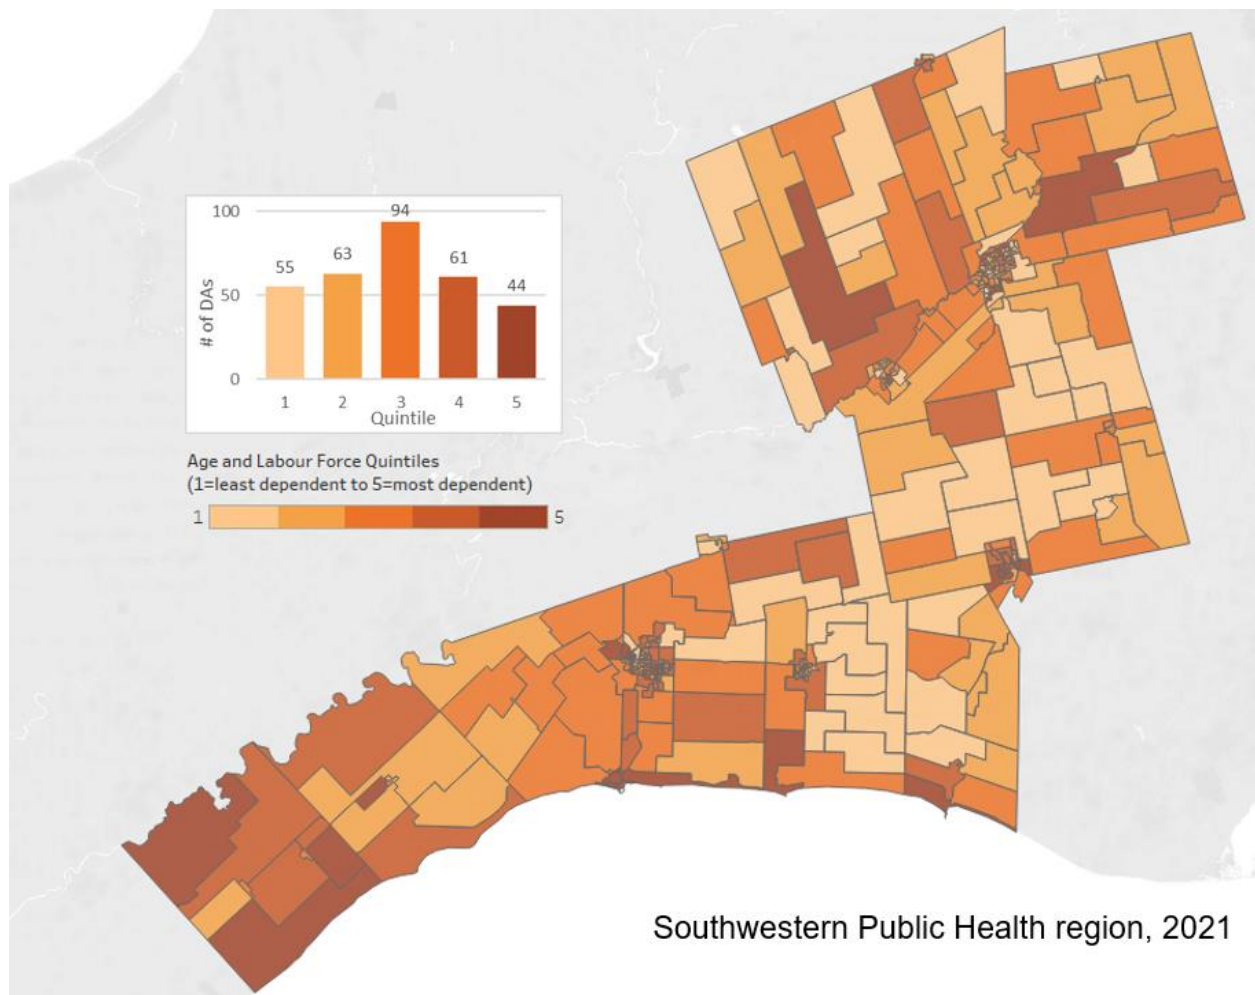 100
50
0
# of DAs
55
63
94
61
44
1 2 3 4 5
Quintile
Age and Labour Force Quintiles
(1=least dependent to 5=most dependent)
1 5
Southwestern Public Health region, 2021